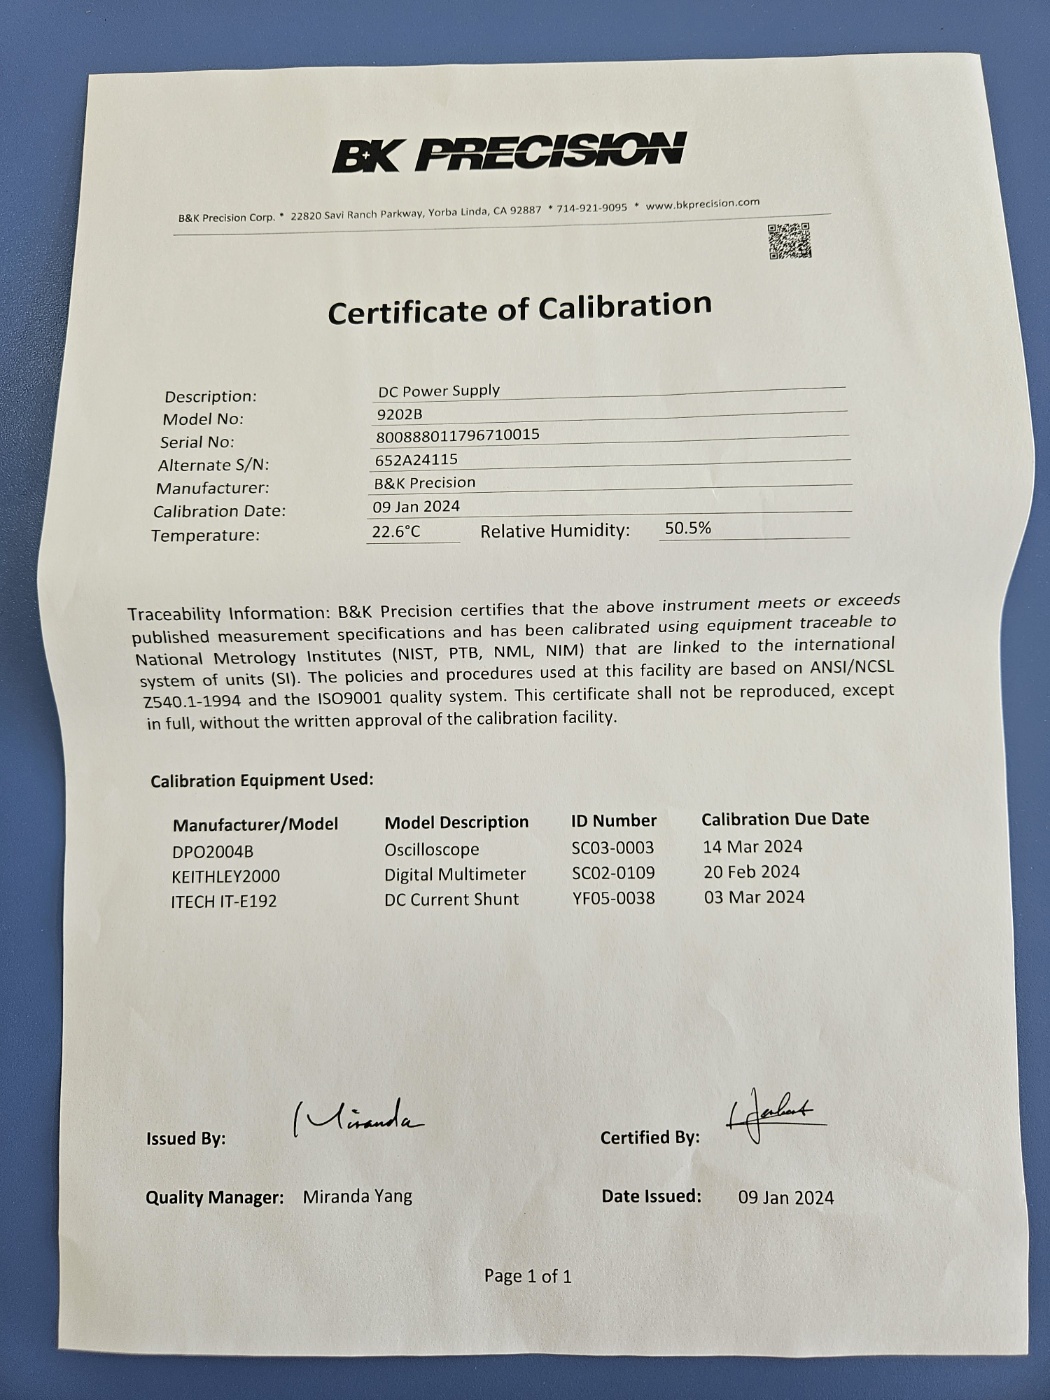 BK PRECISION
B&K Precision Corp. * 22820 Savi Ranch Parkway, Yorba Linda, CA 92887 * 714-921-9095 * www.bkprecision.com
Certificate of Calibration
Description: DC Power Supply
Model No: 9202B
Serial No: 800888011796710015
Alternate S/N: 652A24115
Manufacturer: B&K Precision
Calibration Date: 09 Jan 2024
Temperature: 22.6°C Relative Humidity: 50.5%
Traceability Information: B&K Precision certifies that the above instrument meets or exceeds
published measurement specifications and has been calibrated using equipment traceable to
National Metrology Institutes (NIST, PTB, NML, NIM) that are linked to the international
system of units (SI). The policies and procedures used at this facility are based on ANSI/NCSL
Z540.1-1994 and the ISO9001 quality system. This certificate shall not be reproduced, except
in full, without the written approval of the calibration facility.
Calibration Equipment Used:
Manufacturer/Model Model Description ID Number Calibration Due Date
DPO2004B Oscilloscope SC03-0003 14 Mar 2024
KEITHLEY2000 Digital Multimeter SC02-0109 20 Feb 2024
ITECH IT-E192 DC Current Shunt YF05-0038 03 Mar 2024
Issued By: Miranda Certified By:
Quality Manager: Miranda Yang Date Issued: 09 Jan 2024
Page 1 of 1